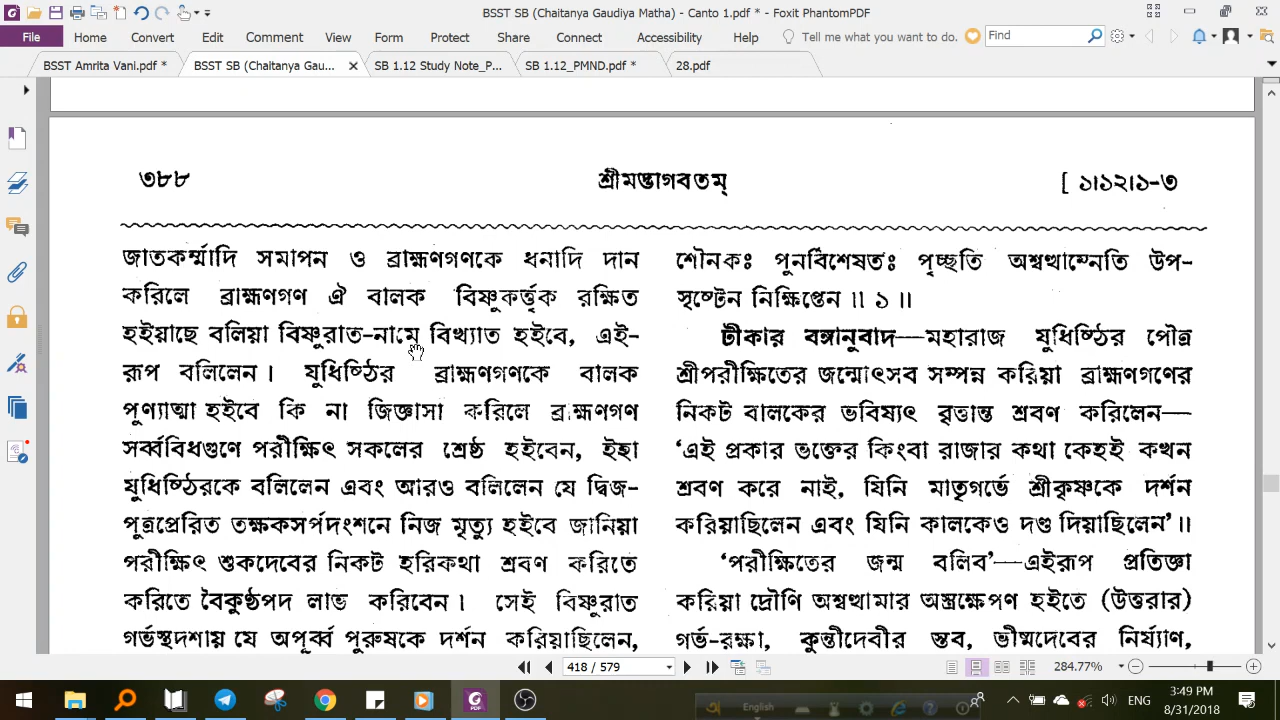 BSST SB (Chaitanya Gaudiya Matha) - Canto 1.pdf * - Foxit PhantomPDF
File Home Convert Edit Comment View Form Protect Share Connect Accessibility Help Tell me what you want to do. Find
BSST Amrita Vani.pdf * BSST SB (Chaitanya Gau... SB 1.12 Study Note_P... SB 1.12_PMND.pdf * 28.pdf
৩৮৮ শ্রীমদ্ভাগবতম্ [ ১।১২।১-৩
জাতকর্ম্মাদি সমাপন ও ব্রাহ্মণগণকে ধনাদি দান
করিলে ব্রাহ্মণগণ ঐ বালক বিষ্ণুকর্ত্তৃক রক্ষিত
হইয়াছে বলিয়া বিষ্ণুরাত-নামে বিখ্যাত হইবে, এই-
রূপ বলিলেন। যুধিষ্ঠির ব্রাহ্মণগণকে বালক
পুণ্যাত্মা হইবে কি না জিজ্ঞাসা করিলে ব্রাহ্মণগণ
সর্ব্ববিধগুণে পরীক্ষিৎ সকলের শ্রেষ্ঠ হইবেন, ইহা
যুধিষ্ঠিরকে বলিলেন এবং আরও বলিলেন যে দ্বিজ-
পুত্রপ্রেরিত তক্ষকসর্পদংশনে নিজ মৃত্যু হইবে জানিয়া
পরীক্ষিৎ শুকদেবের নিকট হরিকথা শ্রবণ করিতে
করিতে বৈকুণ্ঠপদ লাভ করিবেন। সেই বিষ্ণুরাত
গর্ভস্থদশায় যে অপূর্ব্ব পুরুষকে দর্শন করিয়াছিলেন,
শৌনকঃ পুনর্বিশেষতঃ পৃচ্ছতি অশ্বত্থাম্নেতি উপ-
সৃষ্টেন নিক্ষিপ্তেন ॥ ১ ॥
টীকার বঙ্গানুবাদ—মহারাজ যুধিষ্ঠির পৌত্র
শ্রীপরীক্ষিতের জন্মোৎসব সম্পন্ন করিয়া ব্রাহ্মণগণের
নিকট বালকের ভবিষ্যৎ বৃত্তান্ত শ্রবণ করিলেন—
‘এই প্রকার ভক্তের কিংবা রাজার কথা কেহই কখন
শ্রবণ করে নাই, যিনি মাতৃগর্ভে শ্রীকৃষ্ণকে দর্শন
করিয়াছিলেন এবং যিনি কালকেও দণ্ড দিয়াছিলেন’॥
‘পরীক্ষিতের জন্ম বলিব’—এইরূপ প্রতিজ্ঞা
করিয়া দ্রৌণি অশ্বত্থামার অস্ত্রক্ষেপণ হইতে (উত্তরার)
গর্ভ-রক্ষা, কুন্তীদেবীর স্তব, ভীষ্মদেবের নির্যাণ,
418 / 579 284.77%
English ENG 3:49 PM
8/31/2018